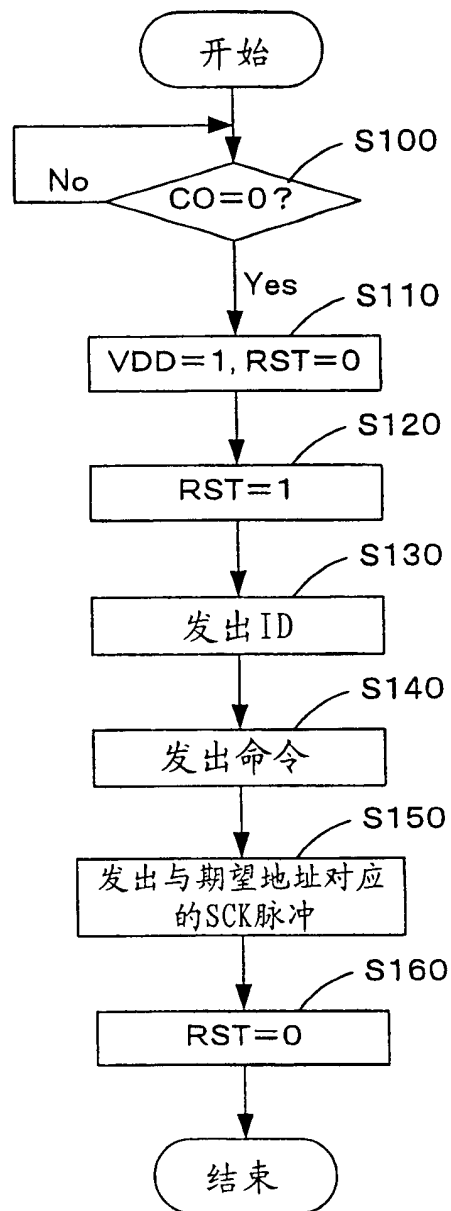 开始
S100
No
CO=0?
Yes
S110
VDD=1, RST=0
S120
RST=1
S130
发出ID
S140
发出命令
S150
发出与期望地址对应
的SCK脉冲
S160
RST=0
结束